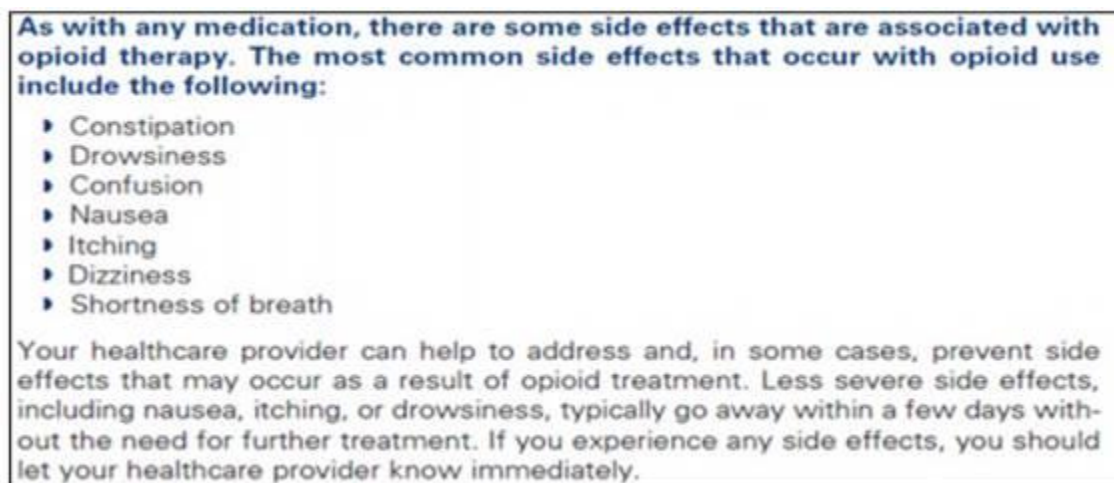 As with any medication, there are some side effects that are associated with
opioid therapy. The most common side effects that occur with opioid use
include the following:
Constipation
Drowsiness
Confusion
Nausea
Itching
Dizziness
Shortness of breath
Your healthcare provider can help to address and, in some cases, prevent side
effects that may occur as a result of opioid treatment. Less severe side effects,
including nausea, itching, or drowsiness, typically go away within a few days with-
out the need for further treatment. If you experience any side effects, you should
let your healthcare provider know immediately.